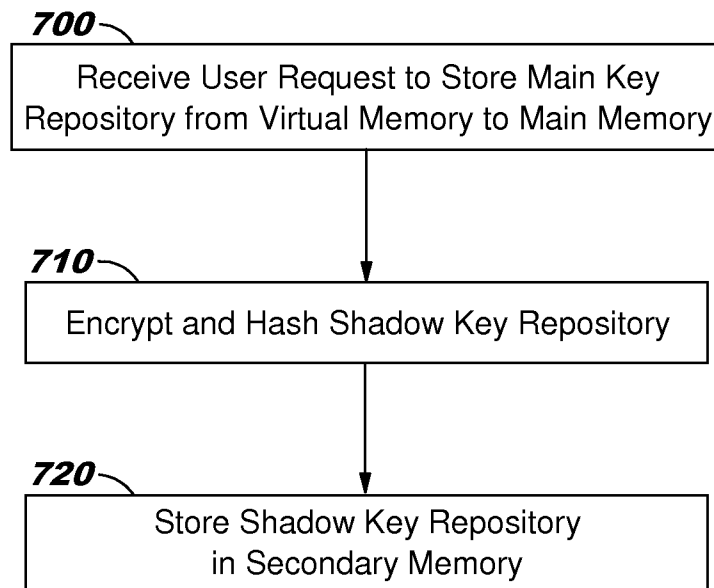 700
Receive User Request to Store Main Key
Repository from Virtual Memory to Main Memory
710
Encrypt and Hash Shadow Key Repository
720
Store Shadow Key Repository
in Secondary Memory